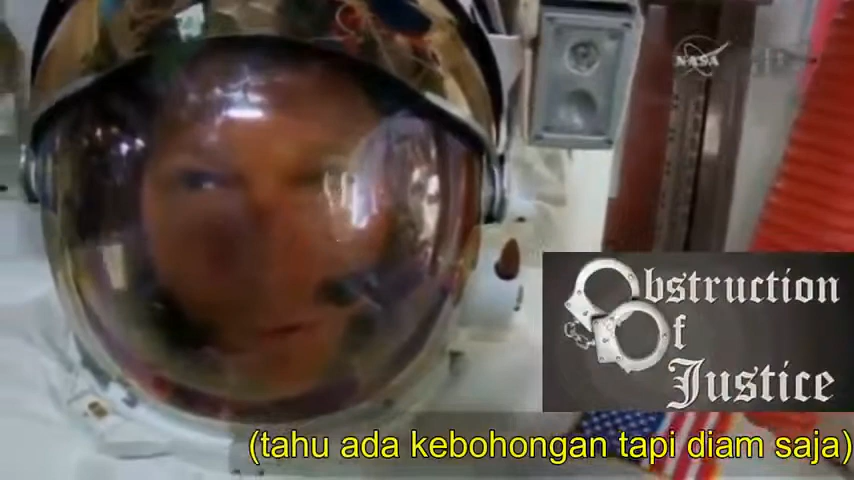 NASA
Obstruction
Of
Justice
(tahu ada kebohongan tapi diam saja)